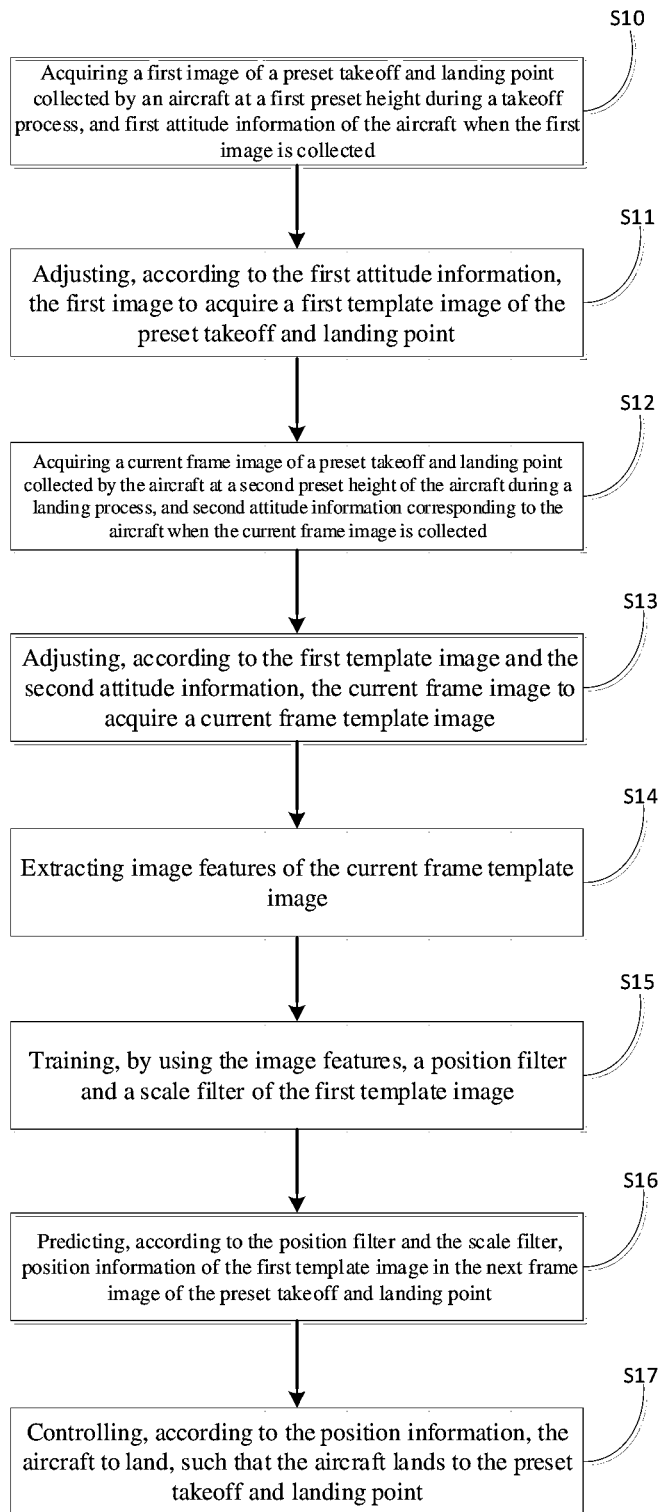 S10
Acquiring a first image of a preset takeoff and landing point
collected by an aircraft at a first preset height during a takeoff
process, and first attitude information of the aircraft when the first
image is collected
S11
Adjusting, according to the first attitude information,
the first image to acquire a first template image of the
preset takeoff and landing point
S12
Acquiring a current frame image of a preset takeoff and landing point
collected by the aircraft at a second preset height of the aircraft during a
landing process, and second attitude information corresponding to the
aircraft when the current frame image is collected
S13
Adjusting, according to the first template image and the
second attitude information, the current frame image to
acquire a current frame template image
S14
Extracting image features of the current frame template
image
S15
Training, by using the image features, a position filter
and a scale filter of the first template image
S16
Predicting, according to the position filter and the scale filter,
position information of the first template image in the next frame
image of the preset takeoff and landing point
S17
Controlling, according to the position information, the
aircraft to land, such that the aircraft lands to the preset
takeoff and landing point